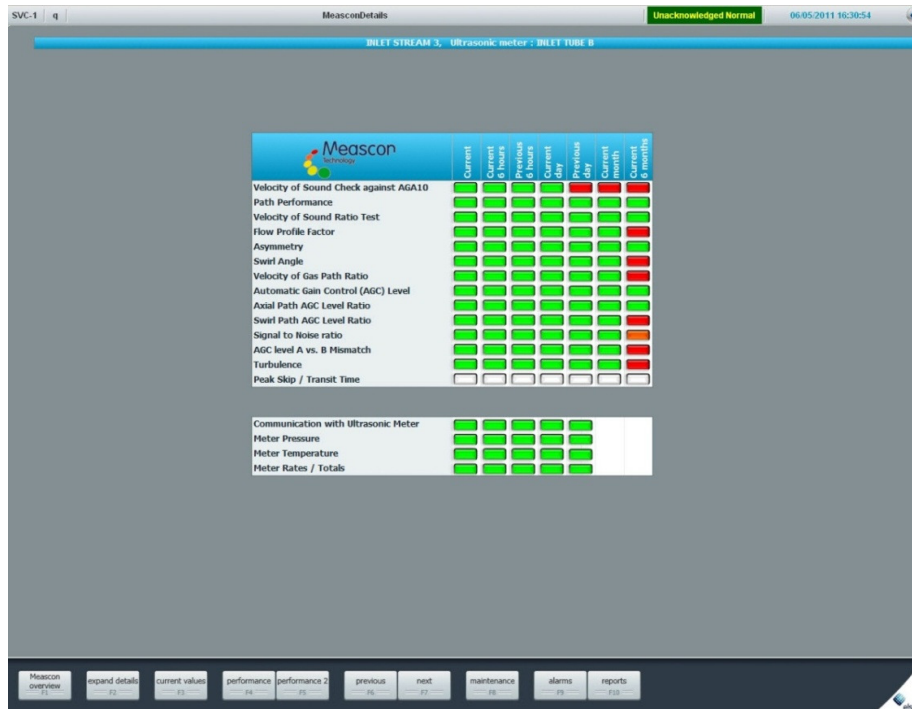 SVC-1 q MeasconDetails Unacknowledged Normal 06/05/2011 16:30:54
INLET STREAM 3, Ultrasonic meter : INLET TUBE B
Meascon
Technology
Current
Current 6 hours
Previous 6 hours
Current day
Previous day
Current month
Current 6 months
Velocity of Sound Check against AGA10
Path Performance
Velocity of Sound Ratio Test
Flow Profile Factor
Asymmetry
Swirl Angle
Velocity of Gas Path Ratio
Automatic Gain Control (AGC) Level
Axial Path AGC Level Ratio
Swirl Path AGC Level Ratio
Signal to Noise ratio
AGC level A vs. B Mismatch
Turbulence
Peak Skip / Transit Time
Communication with Ultrasonic Meter
Meter Pressure
Meter Temperature
Meter Rates / Totals
Meascon overview F1
expand details F2
current values F3
performance F4
performance 2 F5
previous F6
next F7
maintenance F8
alarms F9
reports F10